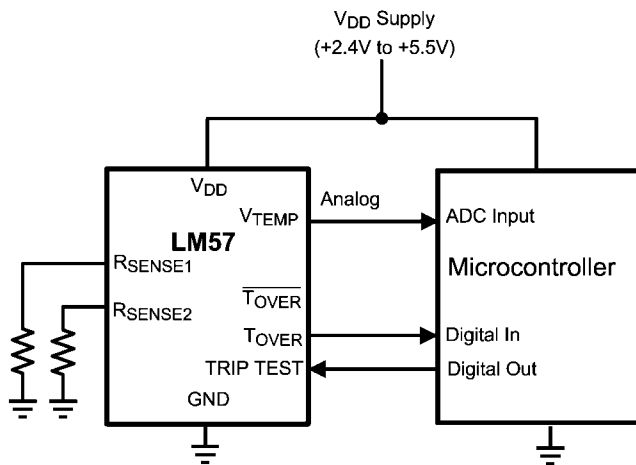 VDD Supply
(+2.4V to +5.5V)
VDD
VTEMP
Analog
ADC Input
LM57
Microcontroller
RSENSE1
TOVER
RSENSE2
TOVER
Digital In
TRIP TEST
Digital Out
GND